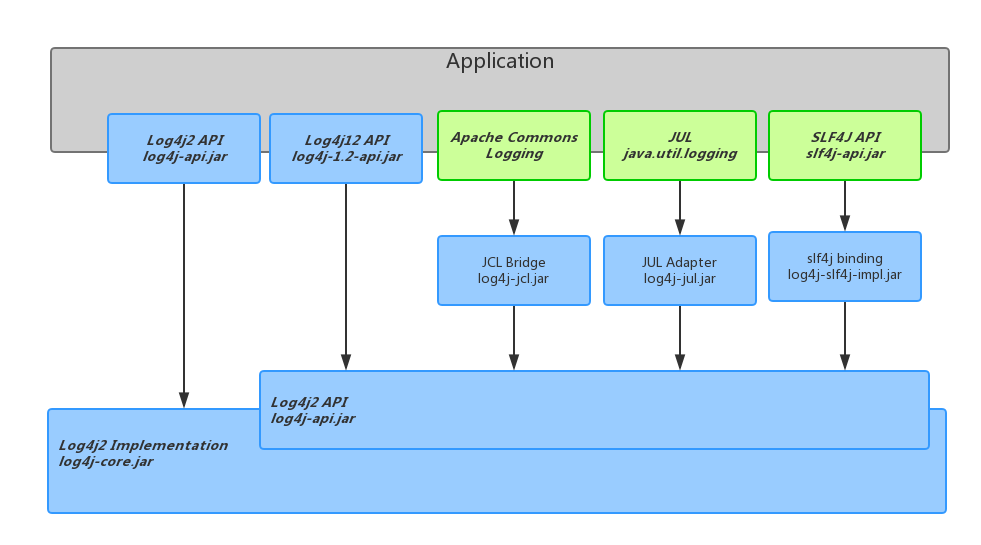 Application
Log4j2 API
log4j-api.jar
Log4j12 API
log4j-1.2-api.jar
Apache Commons
Logging
JUL
java.util.logging
SLF4J API
slf4j-api.jar
JCL Bridge
log4j-jcl.jar
JUL Adapter
log4j-jul.jar
slf4j binding
log4j-slf4j-impl.jar
Log4j2 API
log4j-api.jar
Log4j2 Implementation
log4j-core.jar